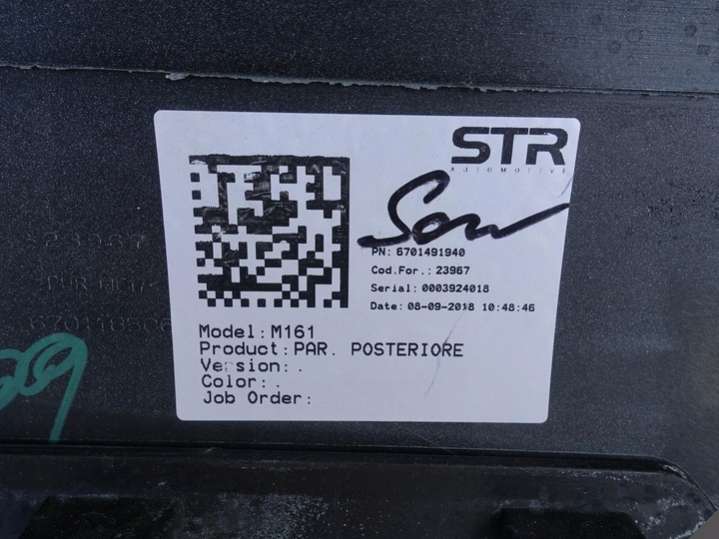 STR
AUTOMOTIVE
PN: 6701491940
Cod.For.: 23967
Serial: 0003924018
Date: 08-09-2018 10:48:46
Model:M161
Product:PAR. POSTERIORE
Version:.
Color:.
Job Order:
23967